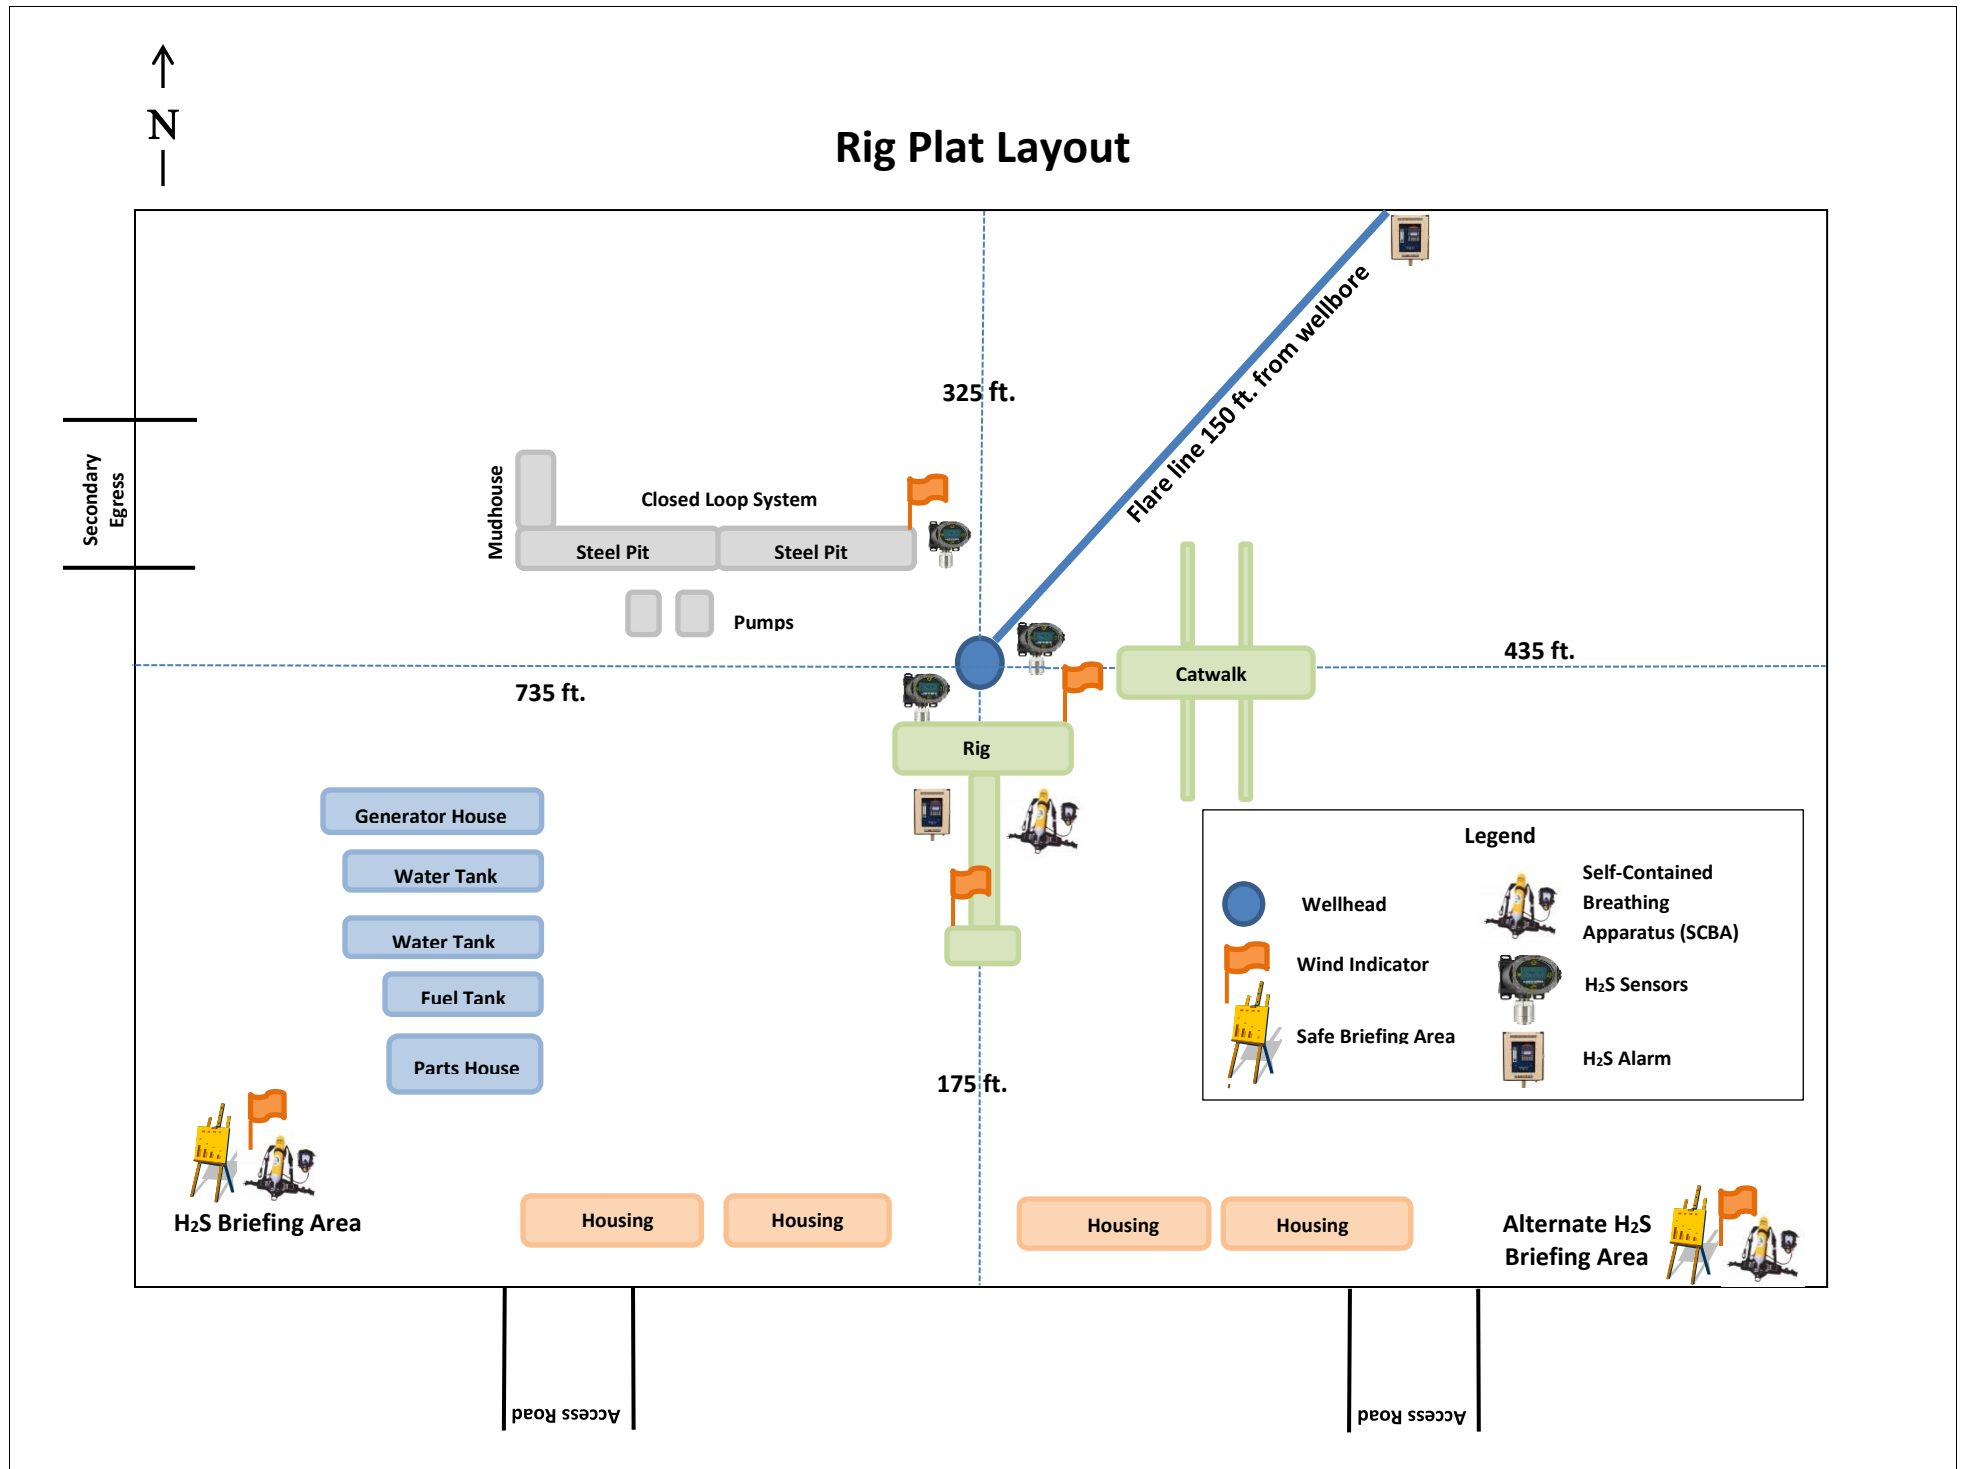 N
Rig Plat Layout
Flare line 150 ft. from wellbore
325 ft.
Secondary
Egress
Mudhouse
Closed Loop System
Steel Pit
Steel Pit
Pumps
435 ft.
Catwalk
735 ft.
Rig
Generator House
Water Tank
Water Tank
Fuel Tank
Parts House
Legend
Wellhead
Self-Contained
Breathing
Apparatus (SCBA)
Wind Indicator
H2S Sensors
Safe Briefing Area
H2S Alarm
175 ft.
H2S Briefing Area
Housing
Housing
Housing
Housing
Alternate H2S
Briefing Area
Access Road
Access Road